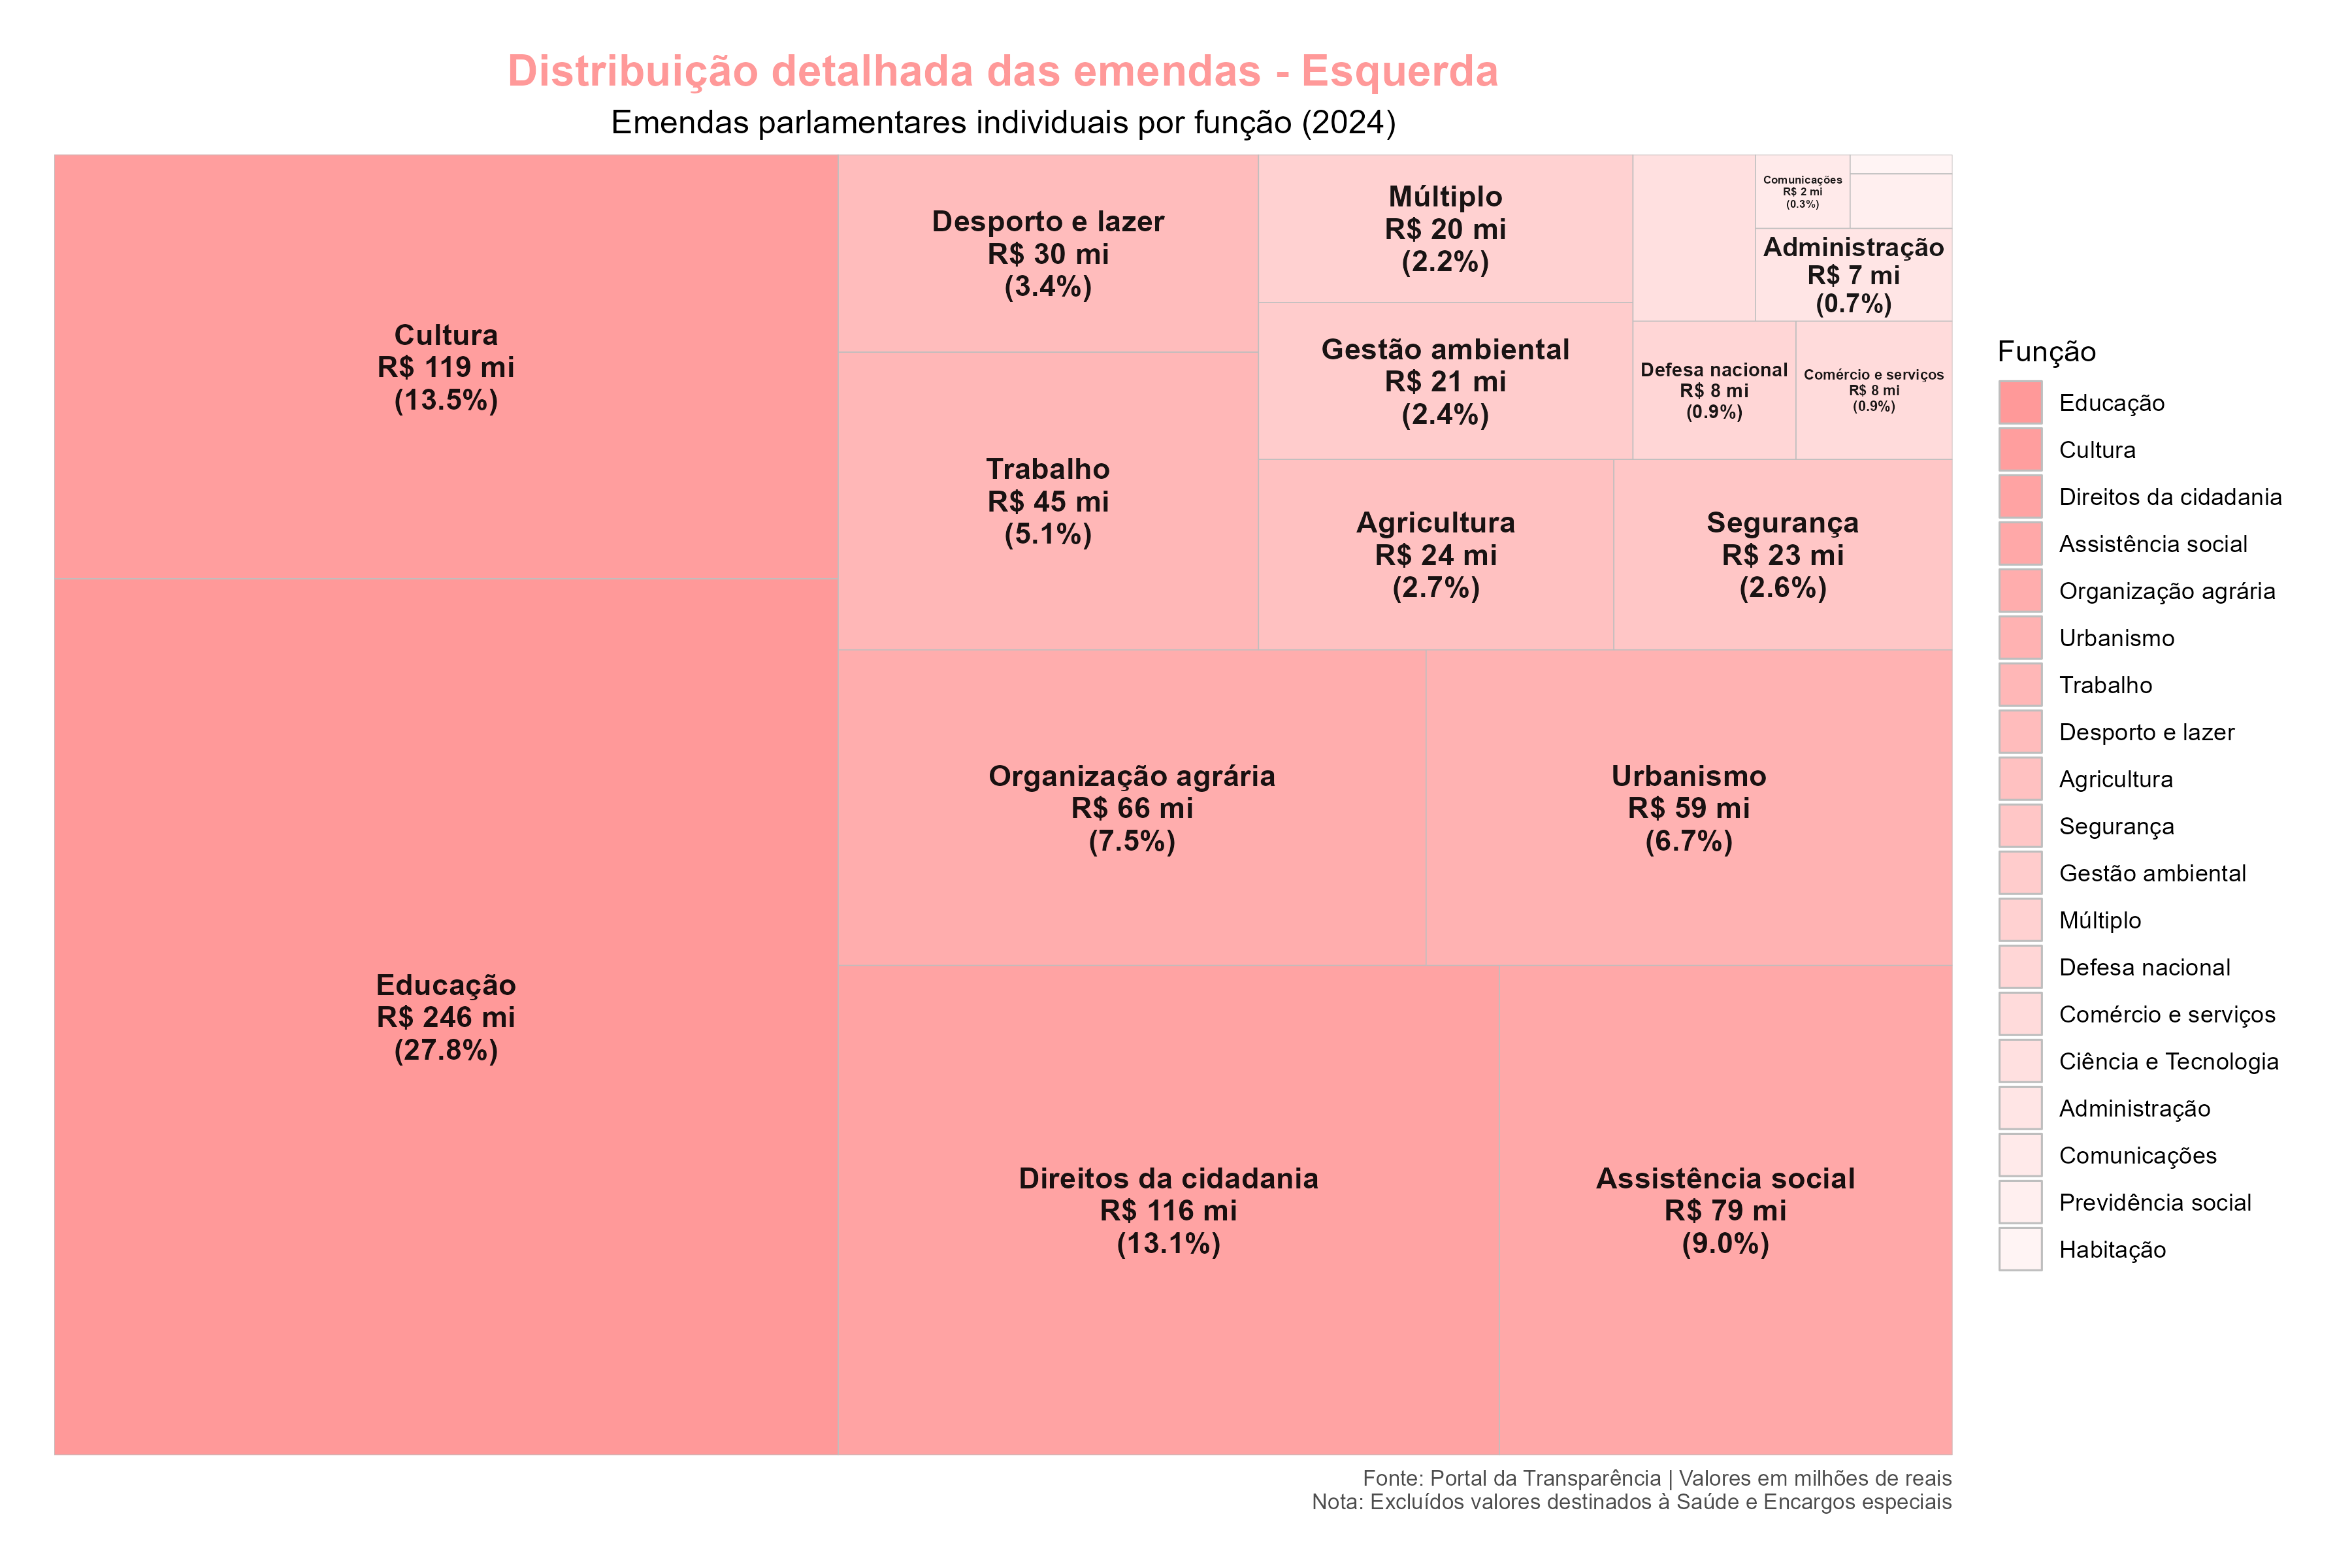 Distribuição detalhada das emendas - Esquerda
Emendas parlamentares individuais por função (2024)
Cultura
R$ 119 mi
(13.5%)
Educação
R$ 246 mi
(27.8%)
Desporto e lazer
R$ 30 mi
(3.4%)
Trabalho
R$ 45 mi
(5.1%)
Múltiplo
R$ 20 mi
(2.2%)
Gestão ambiental
R$ 21 mi
(2.4%)
Comunicações
R$ 2 mi
(0.3%)
Administração
R$ 7 mi
(0.7%)
Defesa nacional
R$ 8 mi
(0.9%)
Comércio e serviços
R$ 8 mi
(0.9%)
Agricultura
R$ 24 mi
(2.7%)
Segurança
R$ 23 mi
(2.6%)
Organização agrária
R$ 66 mi
(7.5%)
Urbanismo
R$ 59 mi
(6.7%)
Direitos da cidadania
R$ 116 mi
(13.1%)
Assistência social
R$ 79 mi
(9.0%)
Função
Educação
Cultura
Direitos da cidadania
Assistência social
Organização agrária
Urbanismo
Trabalho
Desporto e lazer
Agricultura
Segurança
Gestão ambiental
Múltiplo
Defesa nacional
Comércio e serviços
Ciência e Tecnologia
Administração
Comunicações
Previdência social
Habitação
Fonte: Portal da Transparência | Valores em milhões de reais
Nota: Excluídos valores destinados à Saúde e Encargos especiais